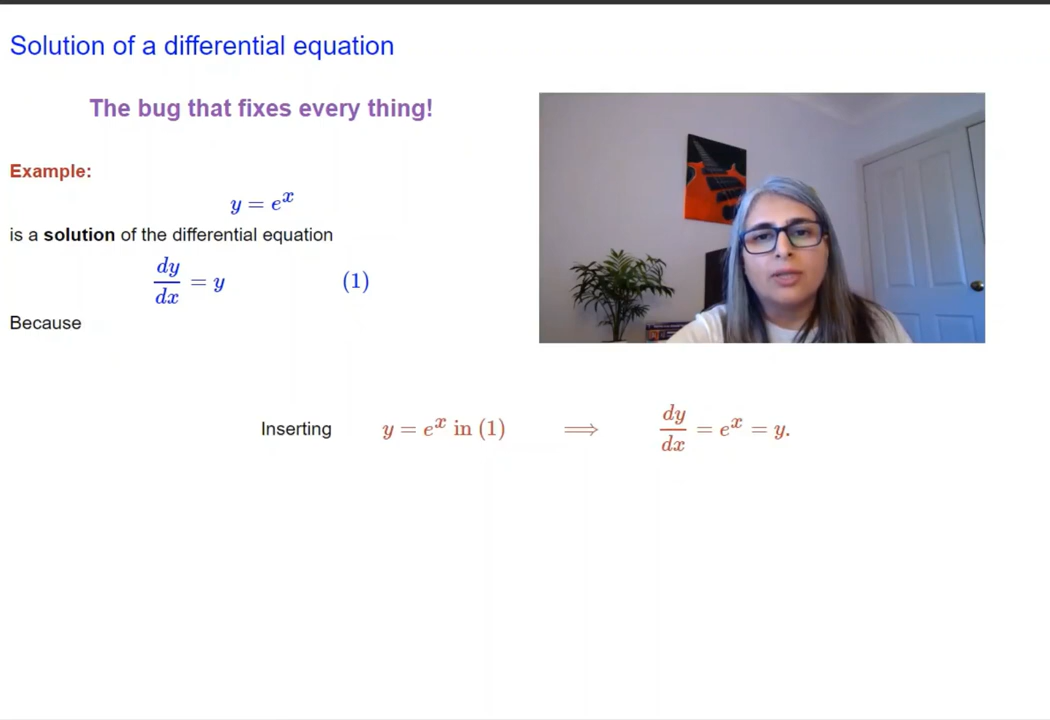 Solution of a differential equation
The bug that fixes every thing!
Example:
y = e^x
is a solution of the differential equation
dy/dx = y (1)
Because
Inserting y = e^x in (1) ⟹ dy/dx = e^x = y.